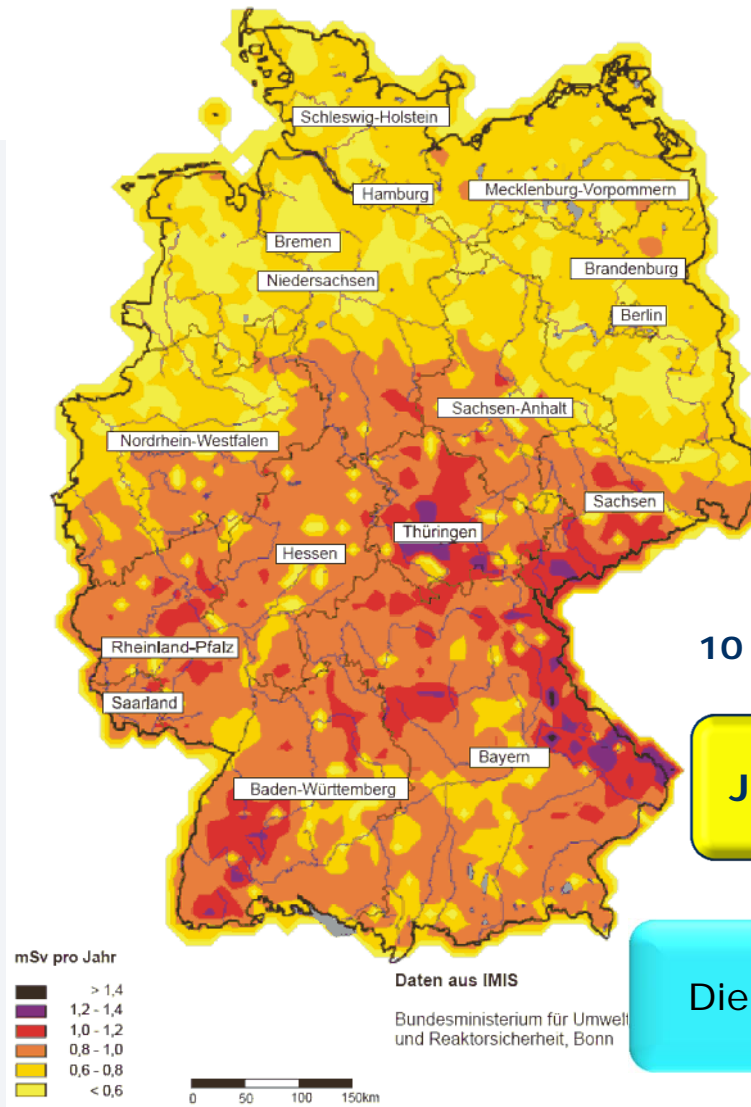 Schleswig-Holstein
Hamburg
Mecklenburg-Vorpommern
Bremen
Niedersachsen
Brandenburg
Berlin
Sachsen-Anhalt
Nordrhein-Westfalen
Sachsen
Thüringen
Hessen
Rheinland-Pfalz
10
Saarland
Bayern
J
Baden-Württemberg
mSv pro Jahr
> 1,4
1,2 - 1,4
1,0 - 1,2
0,8 - 1,0
0,6 - 0,8
< 0,6
Daten aus IMIS
Bundesministerium für Umwelt
und Reaktorsicherheit, Bonn
Die
0 50 100 150km